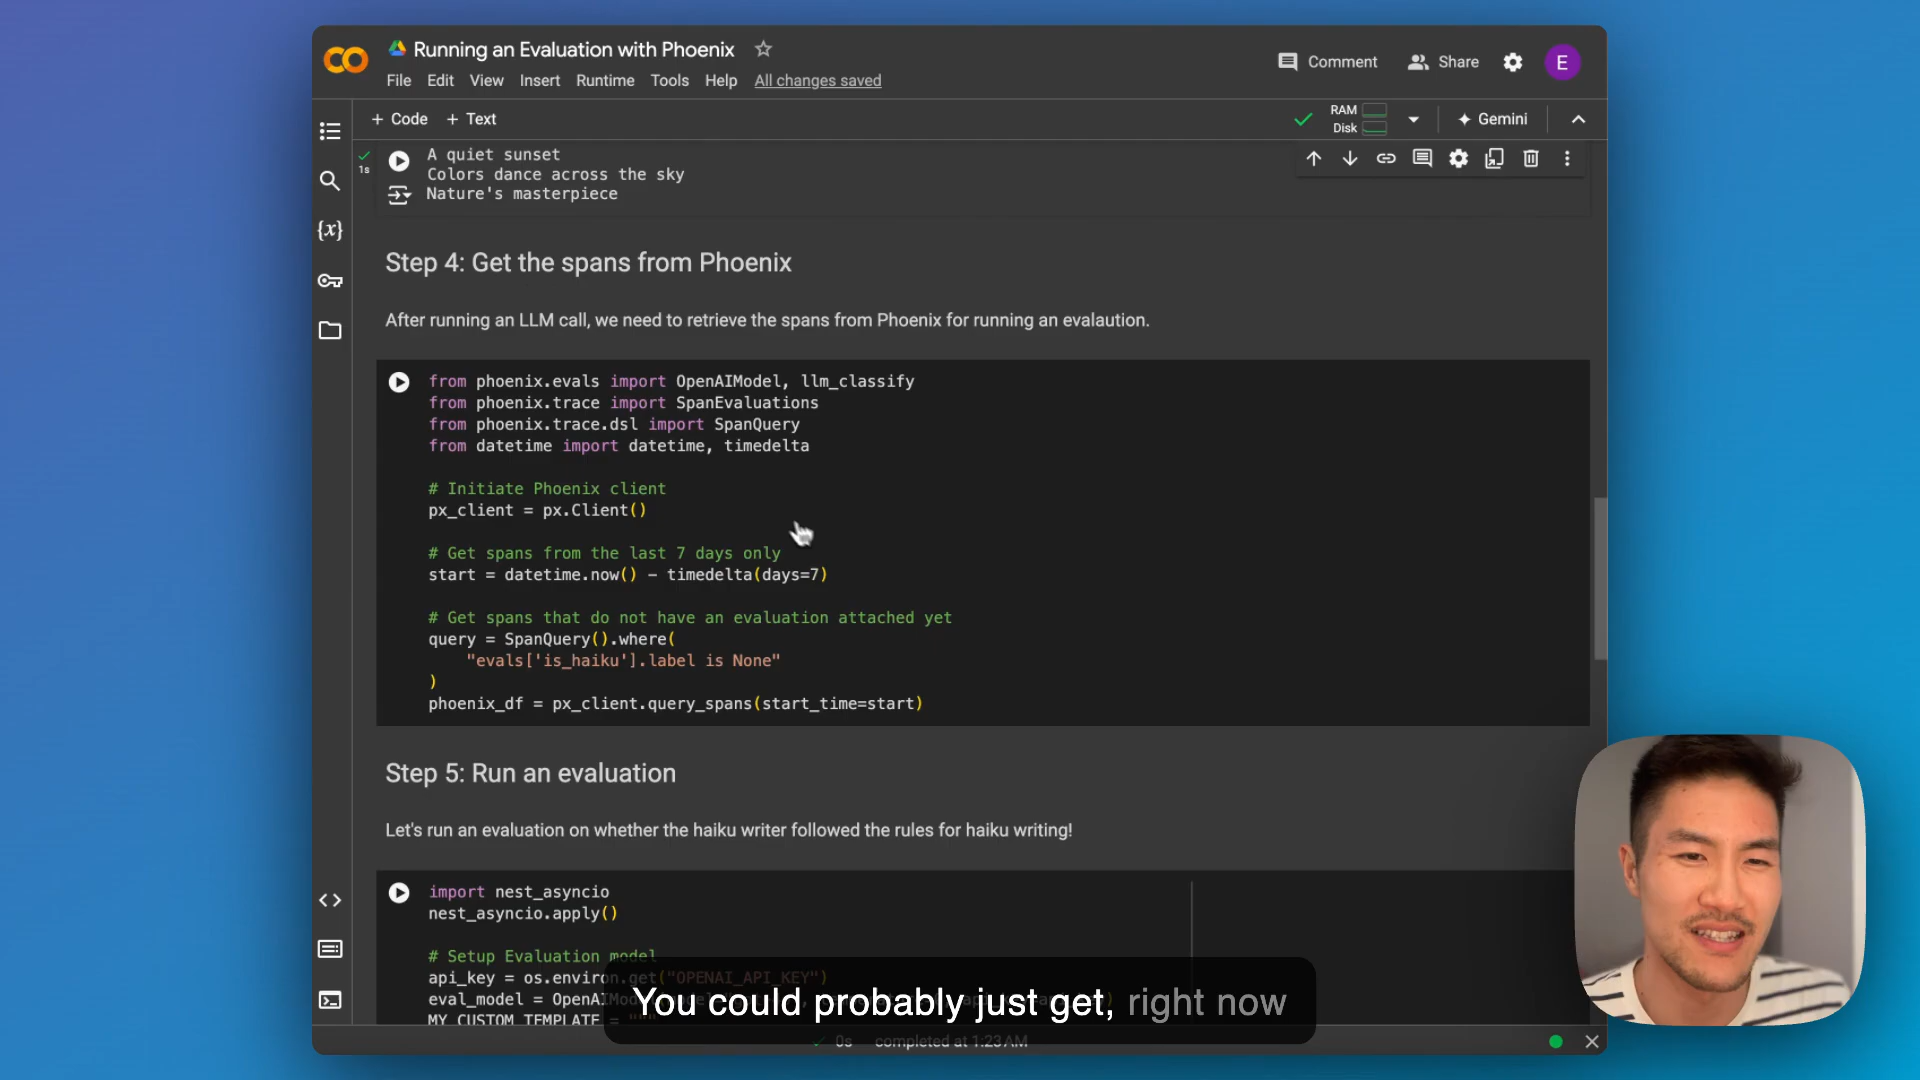 Running an Evaluation with Phoenix
File Edit View Insert Runtime Tools Help All changes saved
Comment Share E
+ Code + Text
RAM
Disk
Gemini
1s
A quiet sunset
Colors dance across the sky
Nature's masterpiece
Step 4: Get the spans from Phoenix
After running an LLM call, we need to retrieve the spans from Phoenix for running an evalaution.
from phoenix.evals import OpenAIModel, llm_classify
from phoenix.trace import SpanEvaluations
from phoenix.trace.dsl import SpanQuery
from datetime import datetime, timedelta
# Initiate Phoenix client
px_client = px.Client()
# Get spans from the last 7 days only
start = datetime.now() - timedelta(days=7)
# Get spans that do not have an evaluation attached yet
query = SpanQuery().where(
"evals['is_haiku'].label is None"
)
phoenix_df = px_client.query_spans(start_time=start)
Step 5: Run an evaluation
Let's run an evaluation on whether the haiku writer followed the rules for haiku writing!
import nest_asyncio
nest_asyncio.apply()
# Setup Evaluation model
api_key = os.environ.get("OPENAI_API_KEY")
eval_model = OpenAIMod
MY_CUSTOM_TEMPLATE = """
You could probably just get, right now
0s completed at 1:23 AM